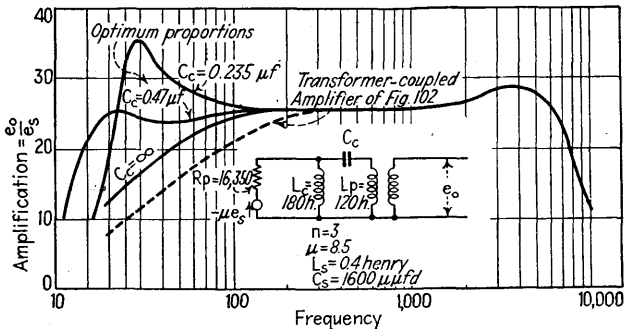 40
30
20
10
0
Amplification = eo/es
Optimum proportions
Cc=0.235 μf
Cc=0.47μf
Cc=∞
Transformer-coupled
Amplifier of Fig. 102
Cc
Rp=16,350
-μes
Lc=
180h.
Lp=
120h.
eo
n=3
μ=8.5
Ls=0.4 henry
Cs=1600 μμfd
10
100
1,000
10,000
Frequency